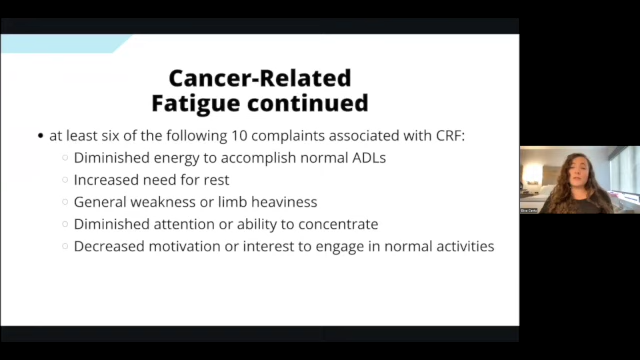 Cancer-Related
Fatigue continued
• at least six of the following 10 complaints associated with CRF:
○ Diminished energy to accomplish normal ADLs
○ Increased need for rest
○ General weakness or limb heaviness
○ Diminished attention or ability to concentrate
○ Decreased motivation or interest to engage in normal activities